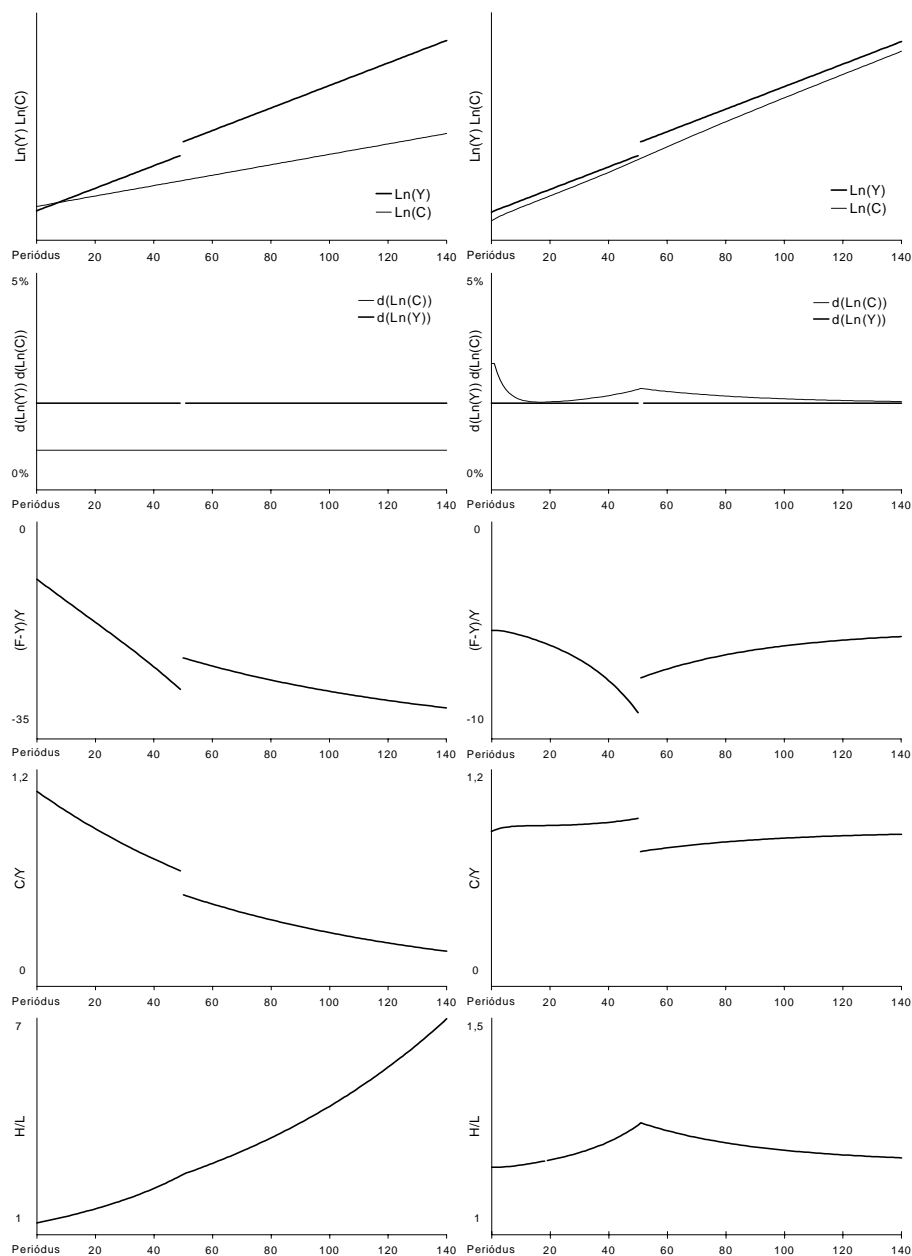 Ln(Y) Ln(C)
Ln(Y)
Ln(C)
Periódus 20 40 60 80 100 120 140
Ln(Y) Ln(C)
Ln(Y)
Ln(C)
Periódus 20 40 60 80 100 120 140
5%
d(Ln(Y)) d(Ln(C))
d(Ln(C))
d(Ln(Y))
0%
Periódus 20 40 60 80 100 120 140
5%
d(Ln(Y)) d(Ln(C))
d(Ln(C))
d(Ln(Y))
0%
Periódus 20 40 60 80 100 120 140
0
(F-Y)/Y
-35
Periódus 20 40 60 80 100 120 140
0
(F-Y)/Y
-10
Periódus 20 40 60 80 100 120 140
1,2
C/Y
0
Periódus 20 40 60 80 100 120 140
1,2
C/Y
0
Periódus 20 40 60 80 100 120 140
7
H/L
1
Periódus 20 40 60 80 100 120 140
1,5
H/L
1
Periódus 20 40 60 80 100 120 140